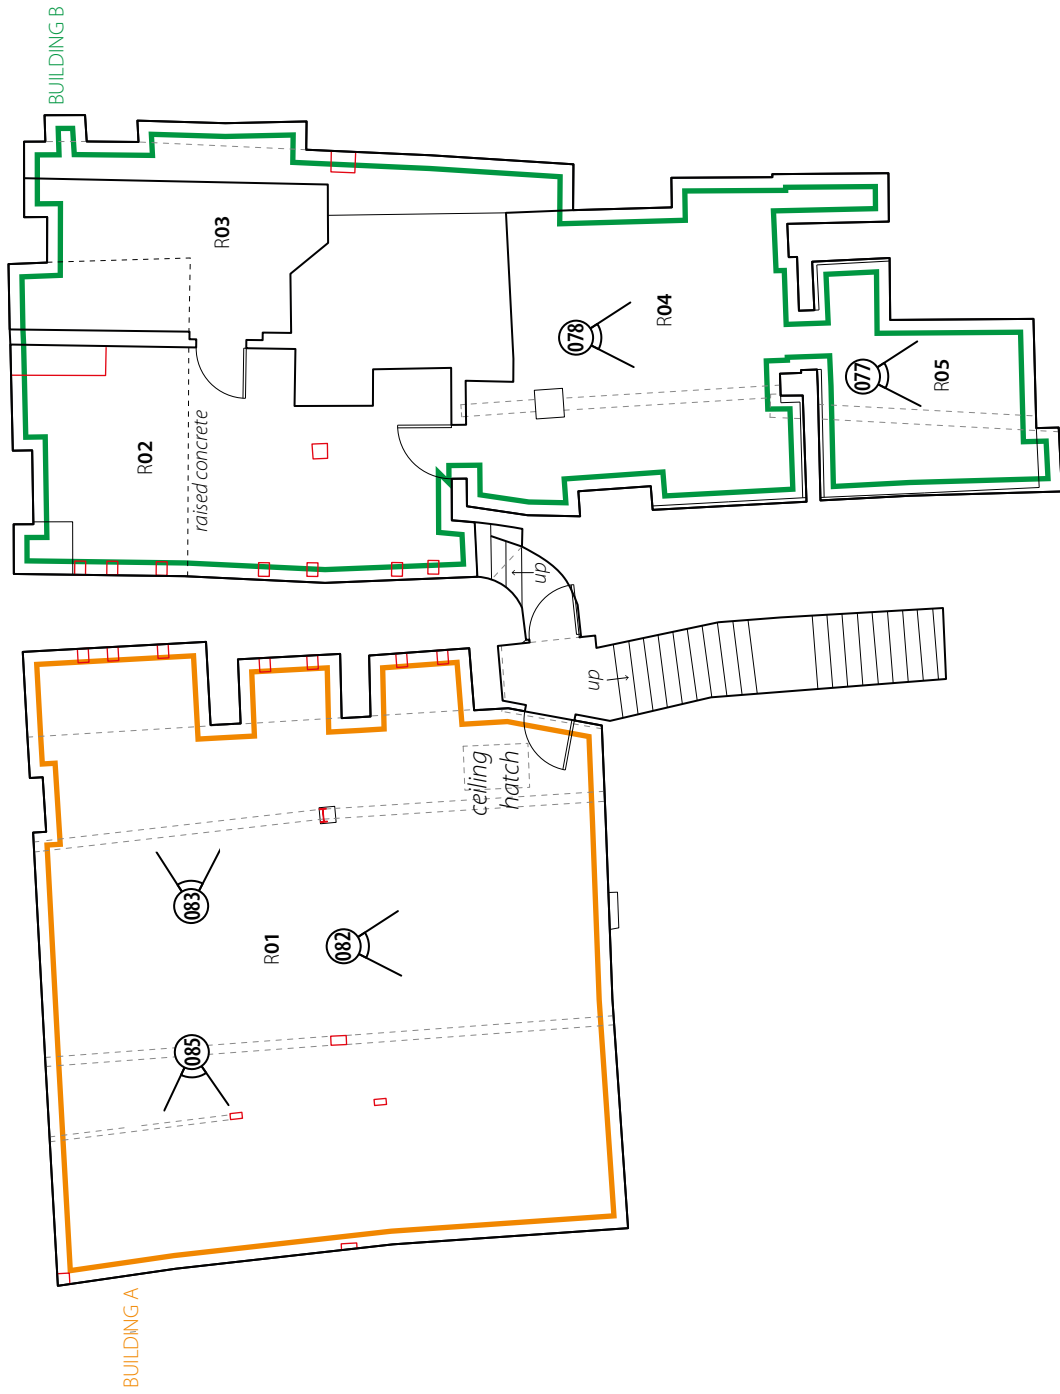 BUILDING B
R03
R02
raised concrete
078
R04
077
R05
up
up
ceiling
hatch
083
R01
082
085
BUILDING A